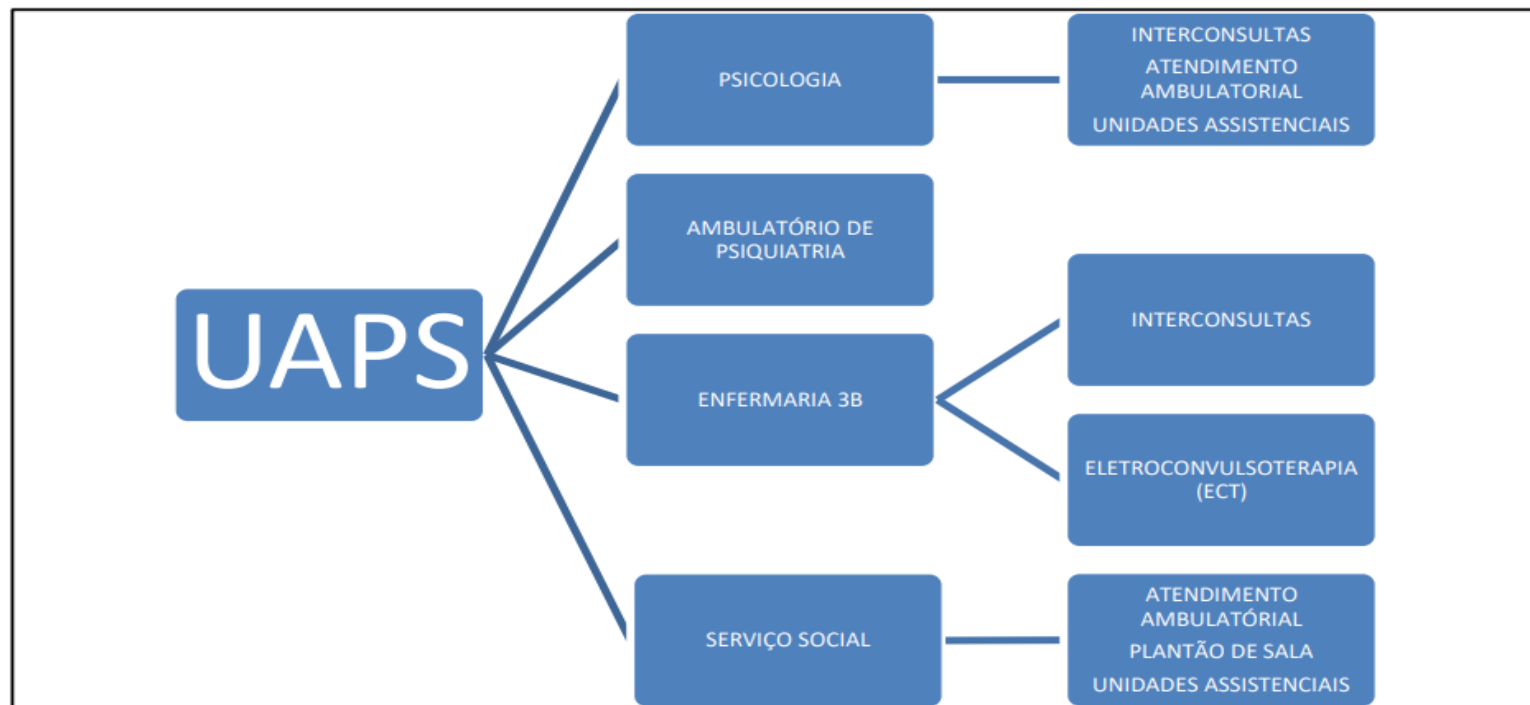 UAPS
PSICOLOGIA
INTERCONSULTAS
ATENDIMENTO
AMBULATORIAL
UNIDADES ASSISTENCIAIS
AMBULATÓRIO DE
PSIQUIATRIA
ENFERMARIA 3B
INTERCONSULTAS
ELETROCONVULSOTERAPIA
(ECT)
SERVIÇO SOCIAL
ATENDIMENTO
AMBULATÓRIAL
PLANTÃO DE SALA
UNIDADES ASSISTENCIAIS